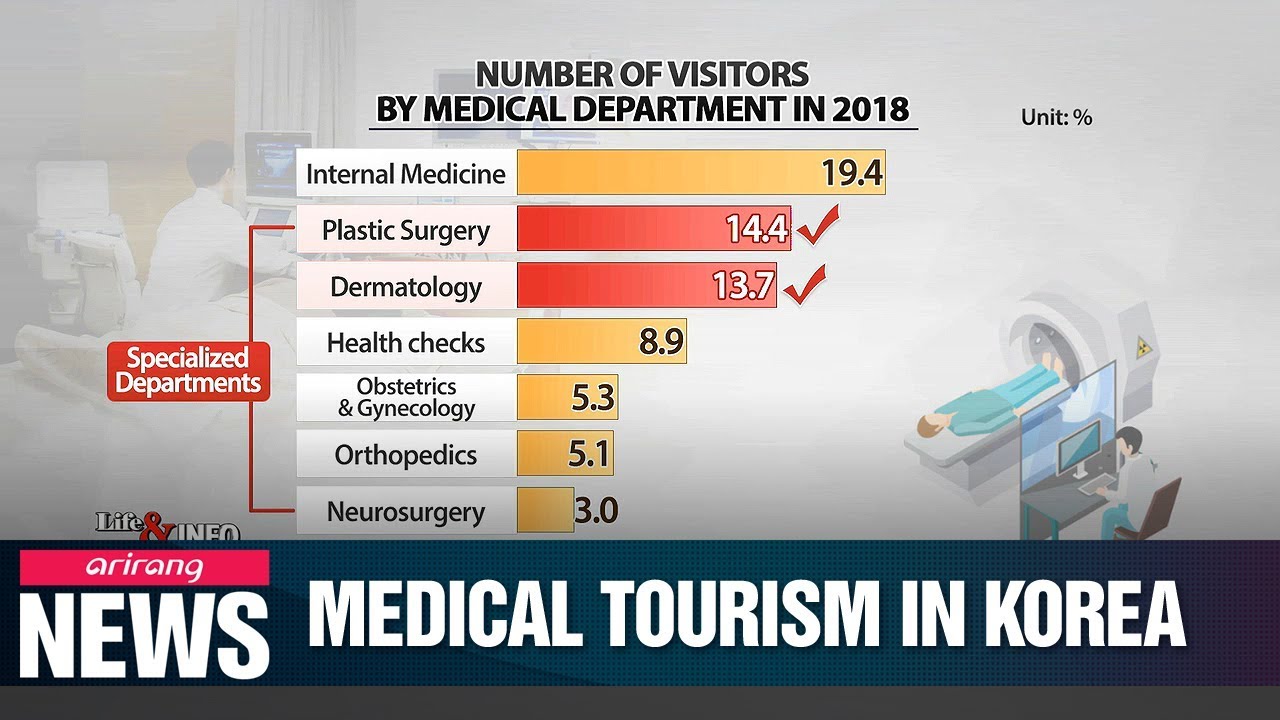 NUMBER OF VISITORS
BY MEDICAL DEPARTMENT IN 2018
Unit: %
Internal Medicine 19.4
Plastic Surgery 14.4
Dermatology 13.7
Health checks 8.9
Obstetrics
& Gynecology 5.3
Orthopedics 5.1
Neurosurgery 3.0
Specialized
Departments
Life & INFO
arirang
NEWS
MEDICAL TOURISM IN KOREA